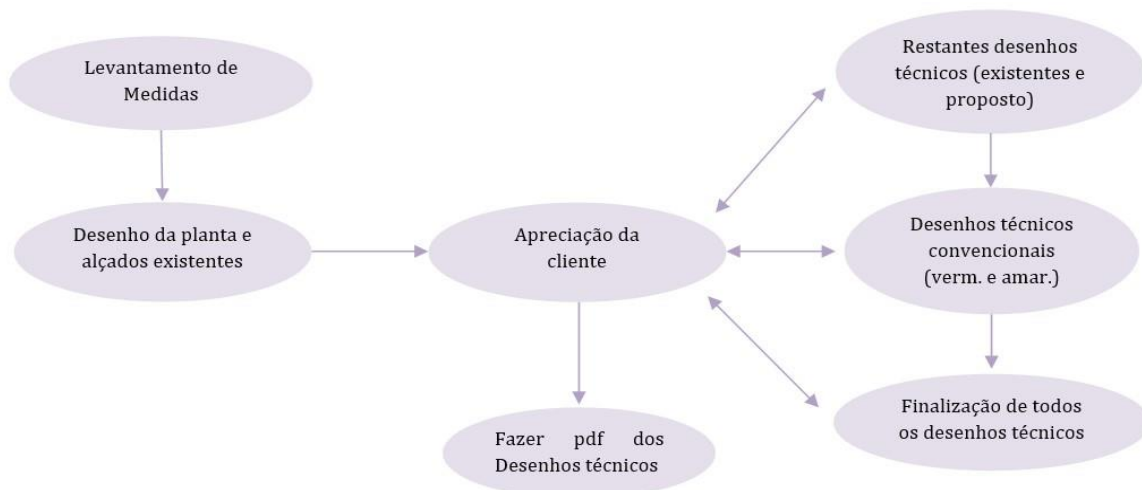 Levantamento de
Medidas
Desenho da planta e
alçados existentes
Apreciação da
cliente
Fazer pdf dos
Desenhos técnicos
Restantes desenhos
técnicos (existentes e
proposto)
Desenhos técnicos
convencionais
(verm. e amar.)
Finalização de todos
os desenhos técnicos